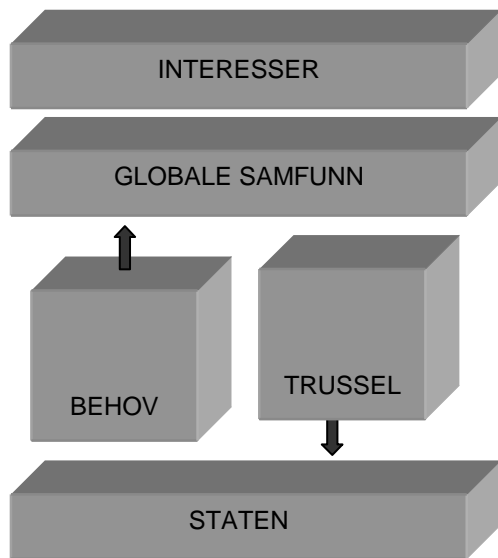 INTERESSER
GLOBALE SAMFUNN
BEHOV
TRUSSEL
STATEN